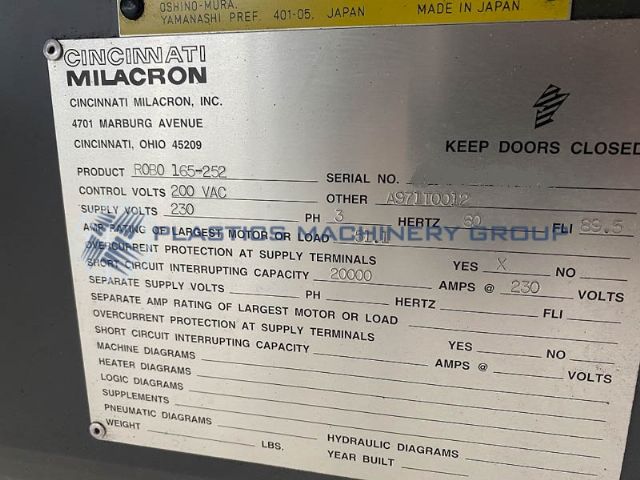 OSHINO-MURA,
YAMANASHI PREF. 401-05, JAPAN MADE IN JAPAN.
CINCINNATI
MILACRON
CINCINNATI MILACRON, INC.
4701 MARBURG AVENUE
CINCINNATI, OHIO 45209
KEEP DOORS CLOSED
PRODUCT ROBO 165-252 SERIAL NO.
CONTROL VOLTS 200 VAC OTHER A97110012
SUPPLY VOLTS 230 PH 3 HERTZ 60 FLI 89.5
PLASTICS MACHINERY GROUP
AMP RATING OF LARGEST MOTOR OR LOAD
OVERCURRENT PROTECTION AT SUPPLY TERMINALS YES X NO
SHORT CIRCUIT INTERRUPTING CAPACITY 20000 AMPS @ 230 VOLTS
SEPARATE SUPPLY VOLTS PH HERTZ FLI
SEPARATE AMP RATING OF LARGEST MOTOR OR LOAD
OVERCURRENT PROTECTION AT SUPPLY TERMINALS YES NO
SHORT CIRCUIT INTERRUPTING CAPACITY AMPS @ VOLTS
MACHINE DIAGRAMS
HEATER DIAGRAMS
LOGIC DIAGRAMS
SUPPLEMENTS
PNEUMATIC DIAGRAMS HYDRAULIC DIAGRAMS
WEIGHT LBS. YEAR BUILT